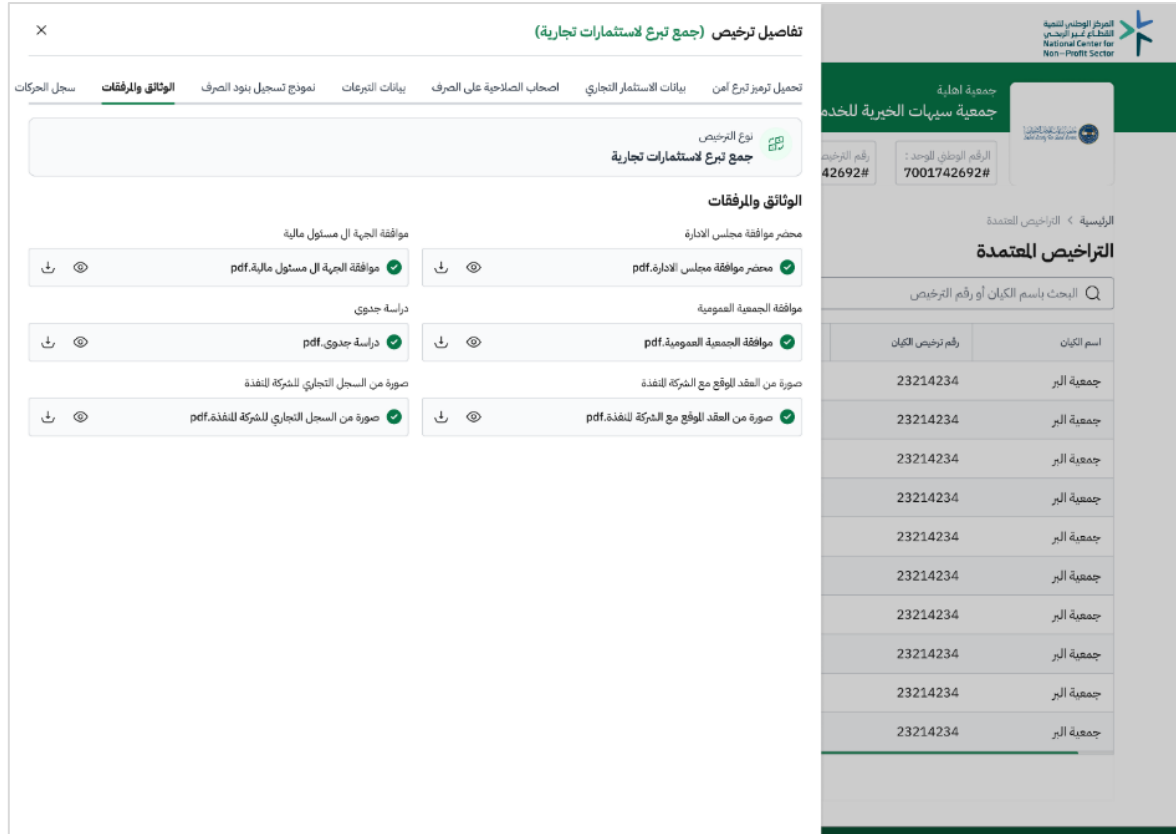 المركز الوطني لتنمية
القطاع غير الربحي
National Center for
Non-Profit Sector
جمعية اهلية
جمعية سيهات الخيرية للخدم
الرقم الوطني الموحد :
7001742692#
رقم الترخيص
42692#
الرئيسية > التراخيص المعتمدة
التراخيص المعتمدة
البحث باسم الكيان أو رقم الترخيص
اسم الكيان رقم ترخيص الكيان
جمعية البر 23214234
جمعية البر 23214234
جمعية البر 23214234
جمعية البر 23214234
جمعية البر 23214234
جمعية البر 23214234
جمعية البر 23214234
جمعية البر 23214234
جمعية البر 23214234
جمعية البر 23214234
تفاصيل ترخيص (جمع تبرع لاستثمارات تجارية)
تحميل ترميز تبرع آمن بيانات الاستثمار التجاري اصحاب الصلاحية على الصرف بيانات التبرعات نموذج تسجيل بنود الصرف الوثائق والمرفقات سجل الحركات
نوع الترخيص
جمع تبرع لاستثمارات تجارية
الوثائق والمرفقات
محضر موافقة مجلس الادارة موافقة الجهة ال مسئول مالية
محضر موافقة مجلس الادارة.pdf موافقة الجهة ال مسئول مالية.pdf
موافقة الجمعية العمومية دراسة جدوى
موافقة الجمعية العمومية.pdf دراسة جدوى.pdf
صورة من العقد الموقع مع الشركة المنفذة صورة من السجل التجاري للشركة المنفذة
صورة من العقد الموقع مع الشركة المنفذة.pdf صورة من السجل التجاري للشركة المنفذة.pdf